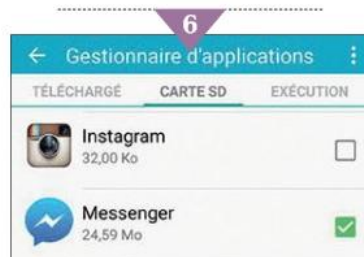 6
Gestionnaire d'applications
TÉLÉCHARGÉ CARTE SD EXÉCUTION
Instagram
32,00 Ko
Messenger
24,59 Mo